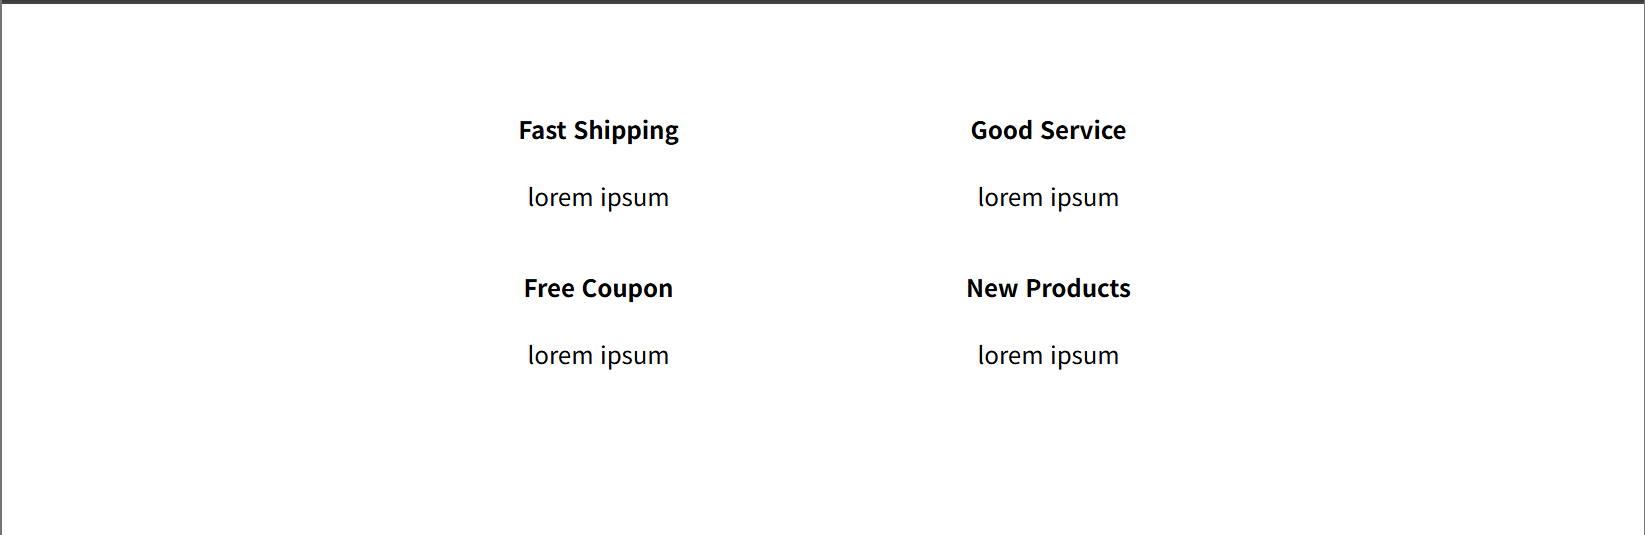 Fast Shipping
lorem ipsum
Good Service
lorem ipsum
Free Coupon
lorem ipsum
New Products
lorem ipsum